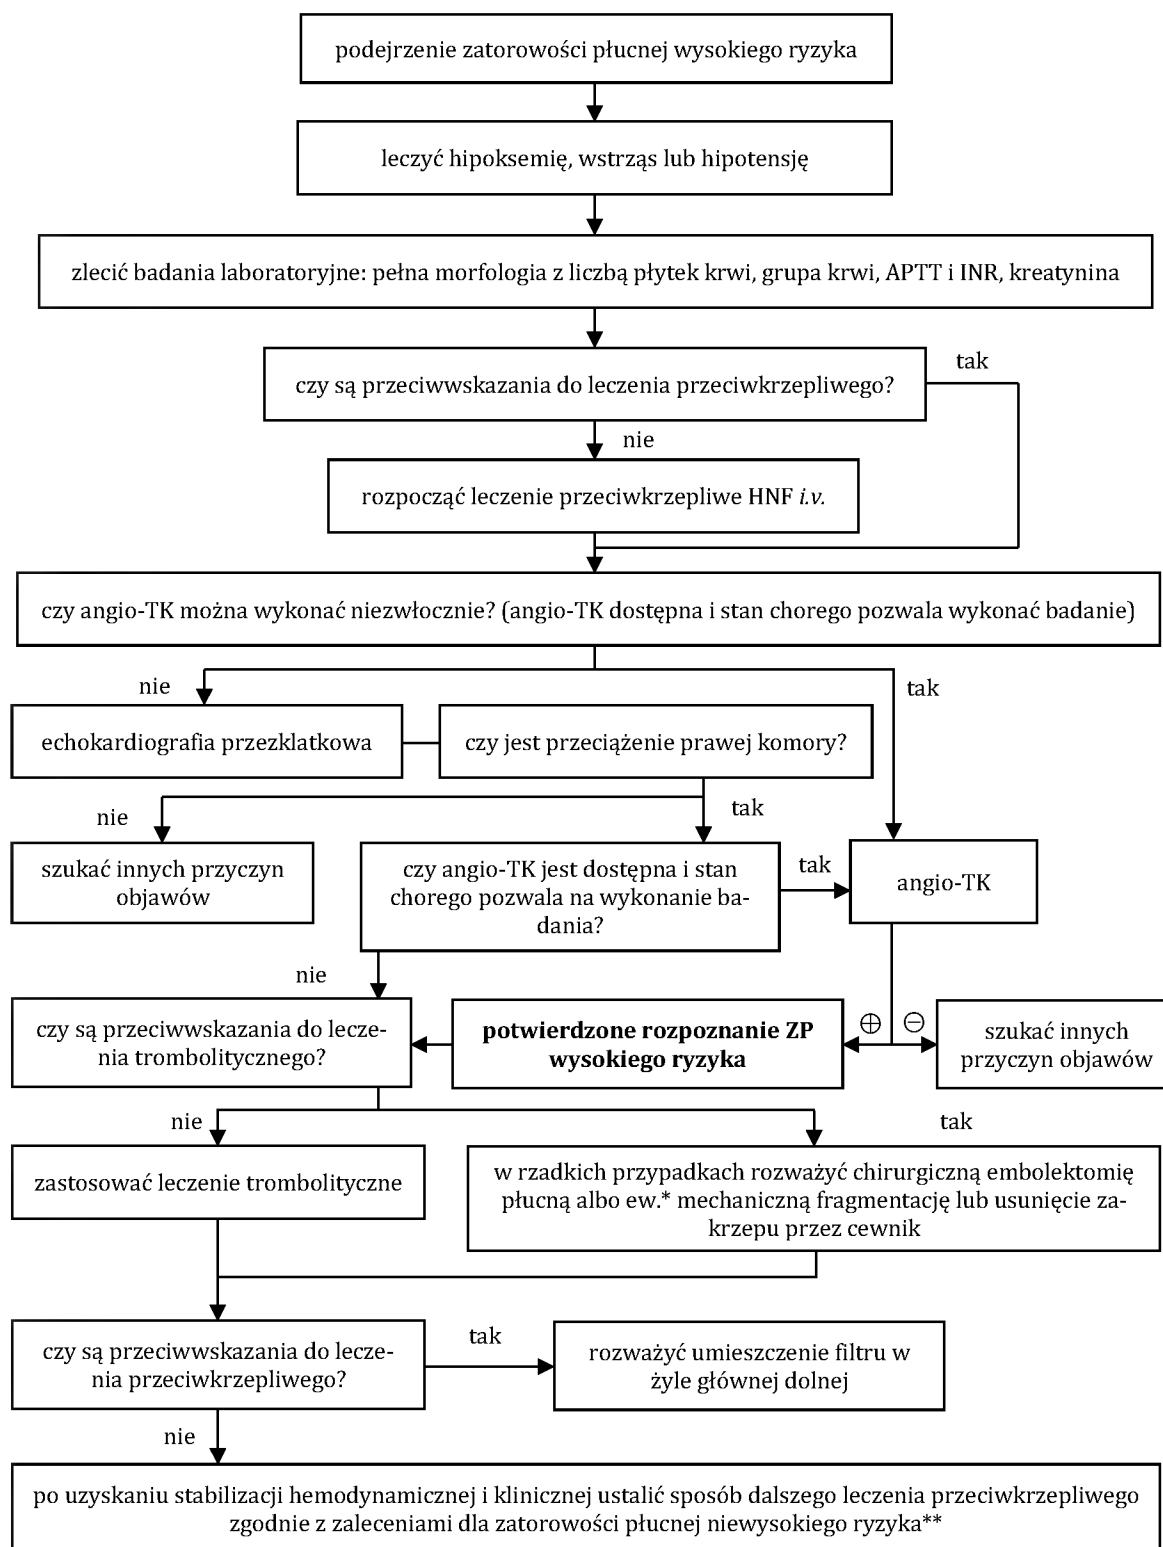 podejrzenie zatorowości płucnej wysokiego ryzyka
leczyć hipoksemię, wstrząs lub hipotensję
zlecić badania laboratoryjne: pełna morfologia z liczbą płytek krwi, grupa krwi, APTT i INR, kreatynina
czy są przeciwwskazania do leczenia przeciwkrzepliwego?
tak
nie
rozpocząć leczenie przeciwkrzepliwe HNF i.v.
czy angio-TK można wykonać niezwłocznie? (angio-TK dostępna i stan chorego pozwala wykonać badanie)
nie
tak
echokardiografia przezklatkowa
czy jest przeciążenie prawej komory?
nie
tak
szukać innych przyczyn
objawów
czy angio-TK jest dostępna i stan
chorego pozwala na wykonanie ba-
dania?
tak
angio-TK
nie
czy są przeciwwskazania do lecze-
nia trombolitycznego?
potwierdzone rozpoznanie ZP
wysokiego ryzyka
⊕ ⊖
szukać innych
przyczyn objawów
nie
tak
zastosować leczenie trombolityczne
w rzadkich przypadkach rozważyć chirurgiczną embolektomię
płucną albo ew.* mechaniczną fragmentację lub usunięcie za-
krzepu przez cewnik
czy są przeciwwskazania do lecze-
nia przeciwkrzepliwego?
tak
rozważyć umieszczenie filtru w
żyle głównej dolnej
nie
po uzyskaniu stabilizacji hemodynamicznej i klinicznej ustalić sposób dalszego leczenia przeciwkrzepliwego
zgodnie z zaleceniami dla zatorowości płucnej niewysokiego ryzyka**